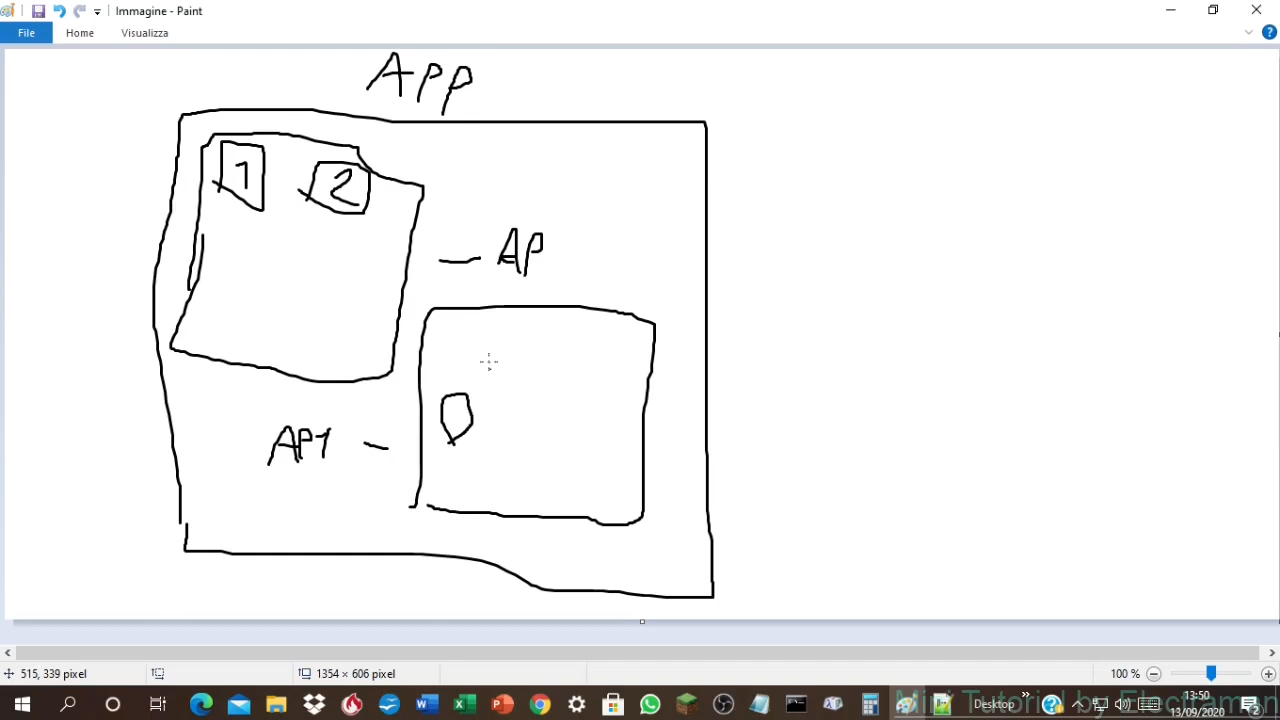 Immagine - Paint
File Home Visualizza
APP
1 2
AP
AP1
515, 339 pixel 1354 × 606 pixel 100 %
Desktop
13:50
13/09/2020